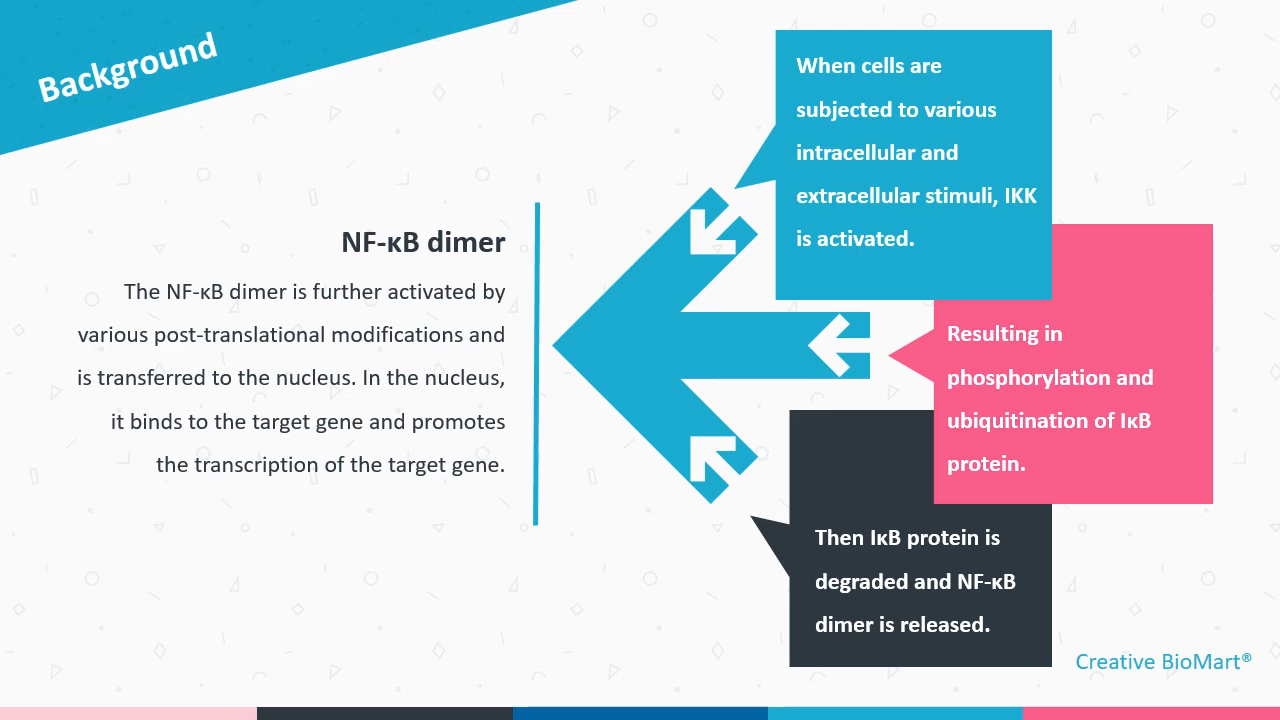 Background
NF-κB dimer
The NF-κB dimer is further activated by
various post-translational modifications and
is transferred to the nucleus. In the nucleus,
it binds to the target gene and promotes
the transcription of the target gene.
When cells are
subjected to various
intracellular and
extracellular stimuli, IKK
is activated.
Resulting in
phosphorylation and
ubiquitination of IκB
protein.
Then IκB protein is
degraded and NF-κB
dimer is released.
Creative BioMart®